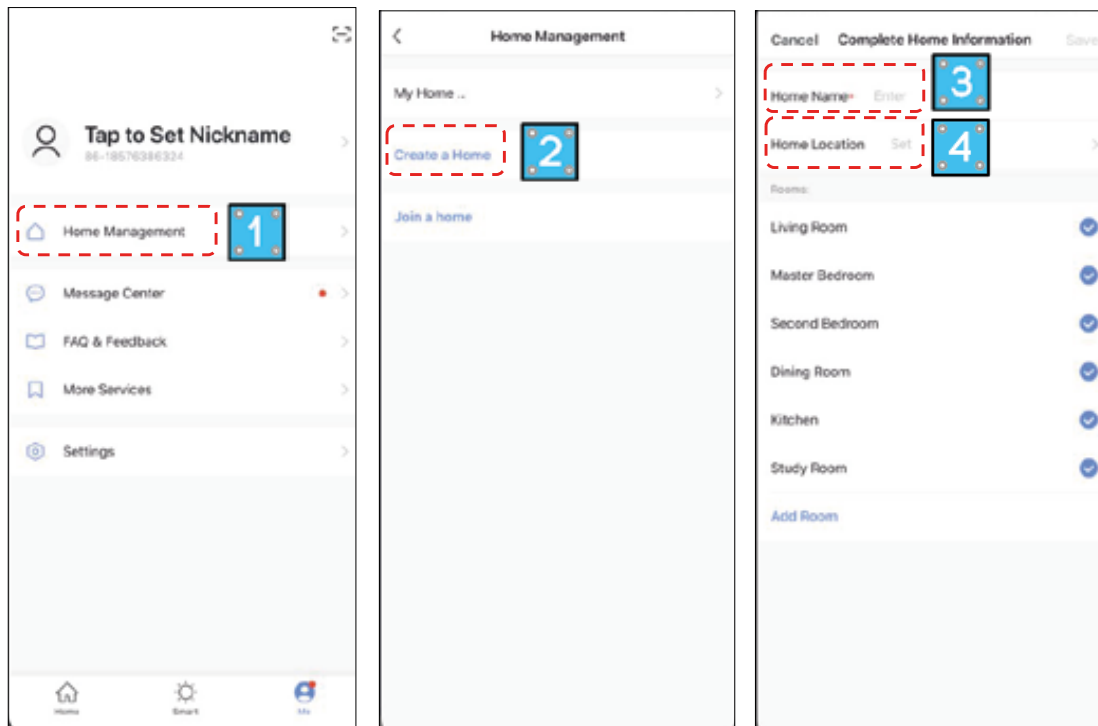 Tap to Set Nickname
86-18576386324
Home Management
1
Message Center
FAQ & Feedback
More Services
Settings
Home
Smart
Me
Home Management
My Home ..
Create a Home
2
Join a home
Cancel Complete Home Information Save
Home Name* Enter
3
Home Location Set
4
Rooms:
Living Room
Master Bedroom
Second Bedroom
Dining Room
Kitchen
Study Room
Add Room